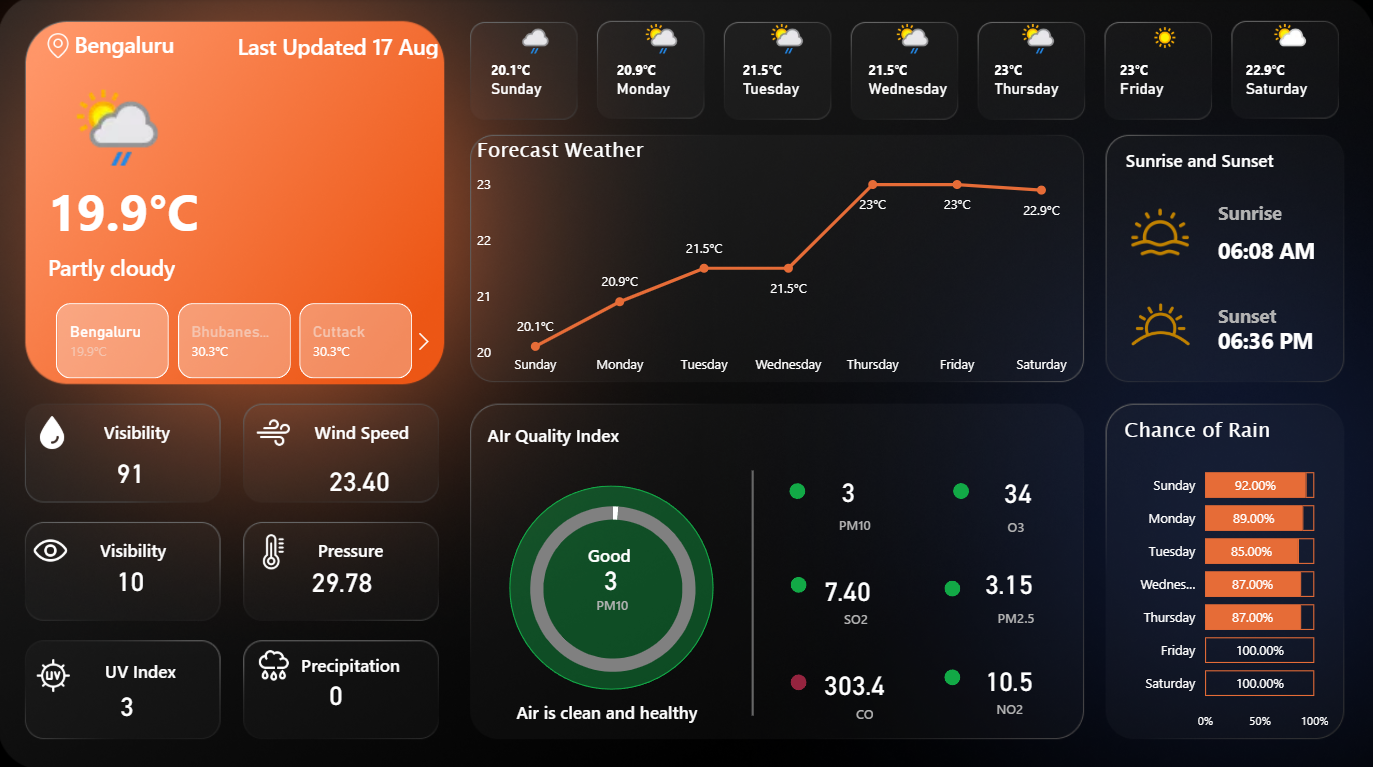 Bengaluru
Last Updated 17 Aug
19.9°C
Partly cloudy
Bengaluru
19.9°C
Bhubanes...
30.3°C
Cuttack
30.3°C
20.1°C
Sunday
20.9°C
Monday
21.5°C
Tuesday
21.5°C
Wednesday
23°C
Thursday
23°C
Friday
22.9°C
Saturday
Forecast Weather
23
22
21
20
20.1°C
20.9°C
21.5°C
21.5°C
23°C
23°C
22.9°C
Sunday
Monday
Tuesday
Wednesday
Thursday
Friday
Saturday
Sunrise and Sunset
Sunrise
06:08 AM
Sunset
06:36 PM
Visibility
91
Wind Speed
23.40
Visibility
10
Pressure
29.78
UV
UV Index
3
Precipitation
0
AIr Quality Index
Good
3
PM10
Air is clean and healthy
3
PM10
34
O3
7.40
SO2
3.15
PM2.5
303.4
CO
10.5
NO2
Chance of Rain
Sunday 92.00%
Monday 89.00%
Tuesday 85.00%
Wednes... 87.00%
Thursday 87.00%
Friday 100.00%
Saturday 100.00%
0% 50% 100%